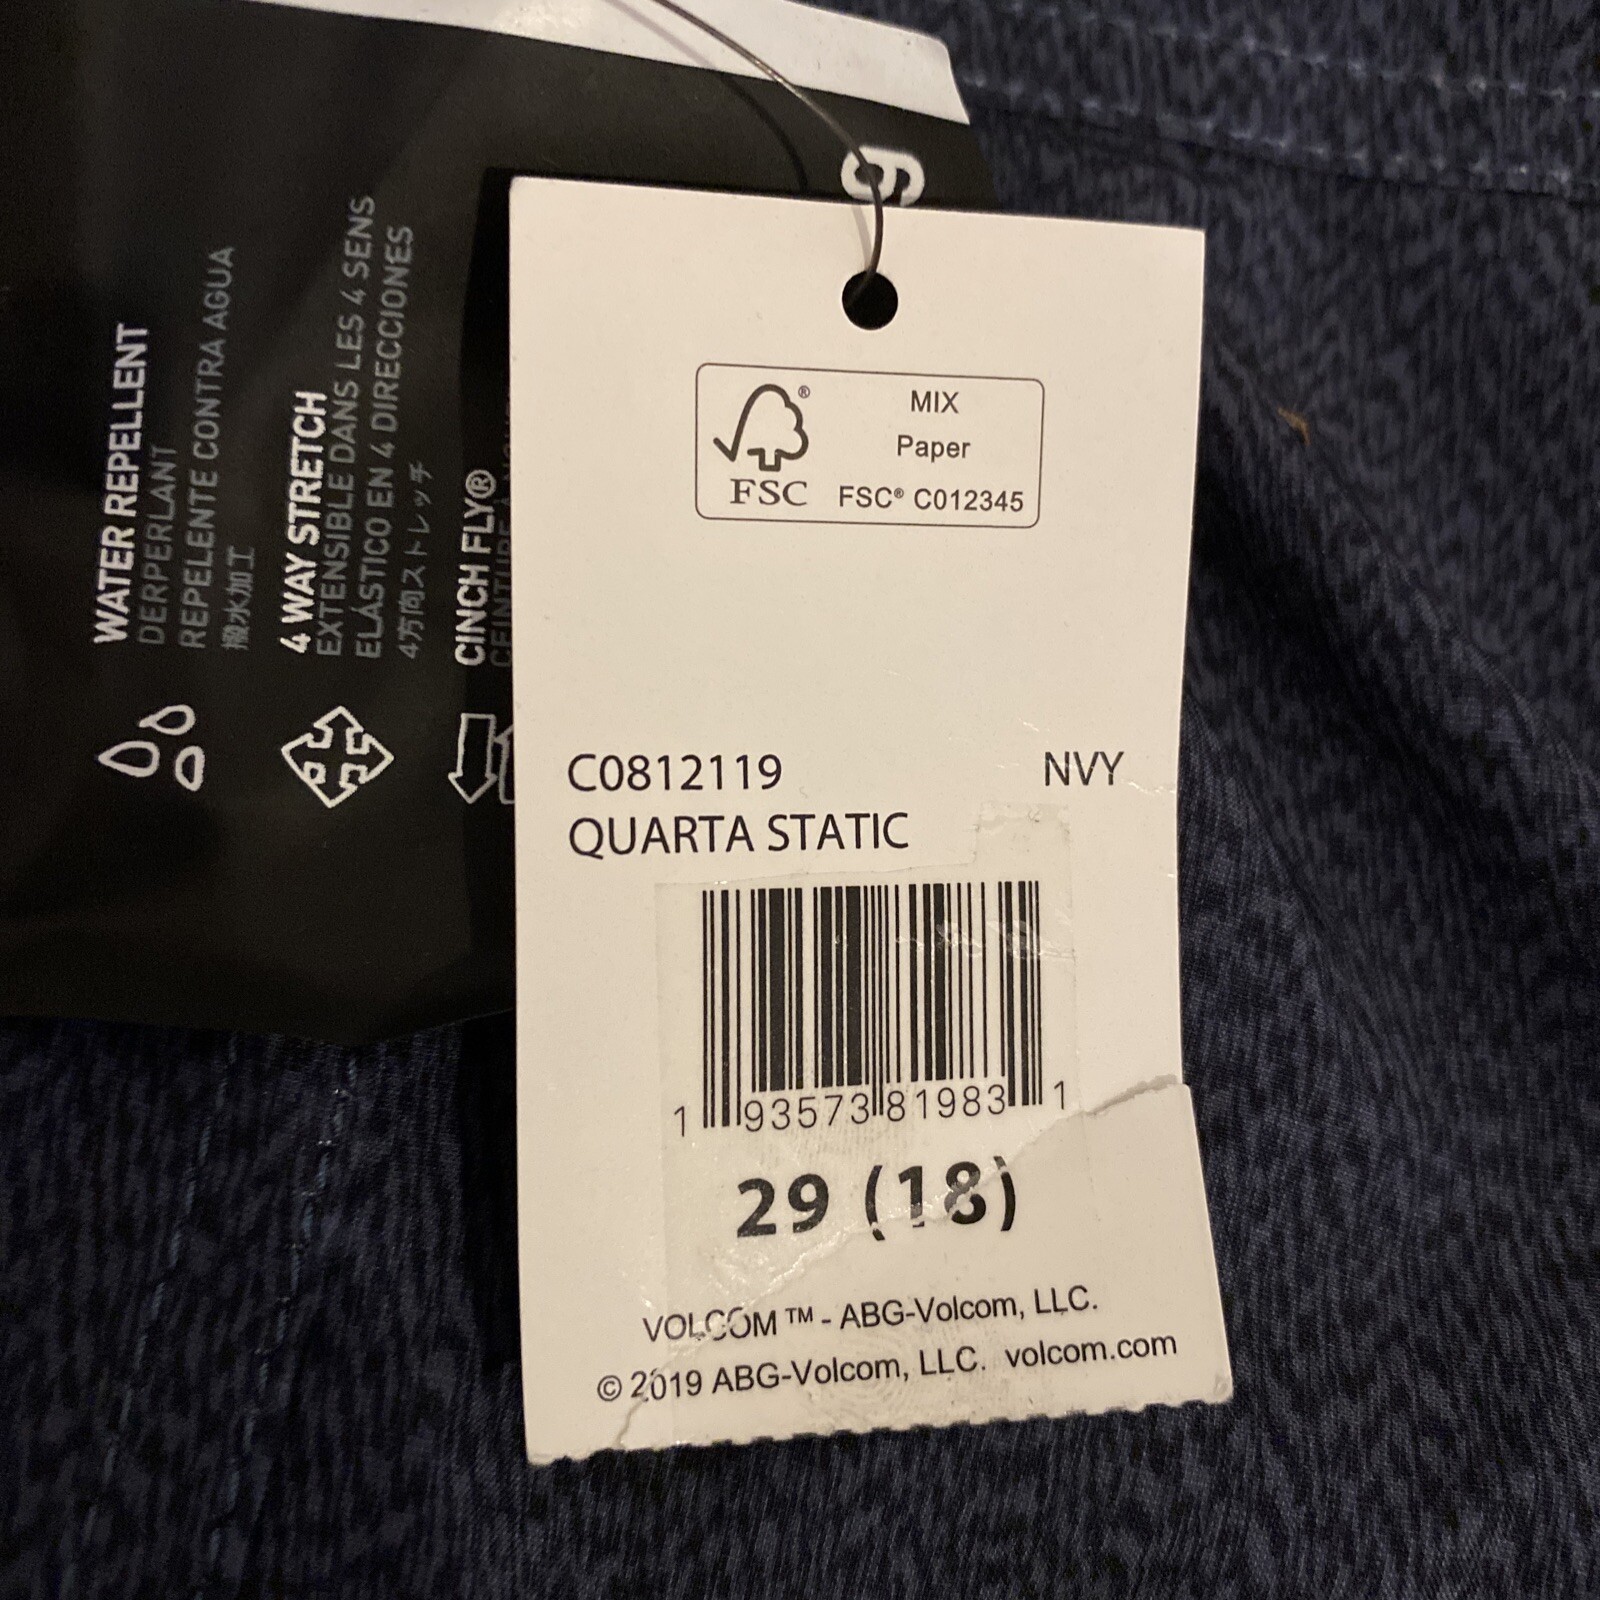 WATER REPELLENT
DERPERLANT
REPELENTE CONTRA AGUA
撥水加工
4 WAY STRETCH
EXTENSIBLE DANS LES 4 SENS
ELÁSTICO EN 4 DIRECCIONES
4方向ストレッチ
CINCH FLY®
CEINTURE
MIX
Paper
FSC
FSC® C012345
C0812119 NVY
QUARTA STATIC
1 93573 81983 1
29 (18)
VOLCOM ™ - ABG-Volcom, LLC.
© 2019 ABG-Volcom, LLC. volcom.com